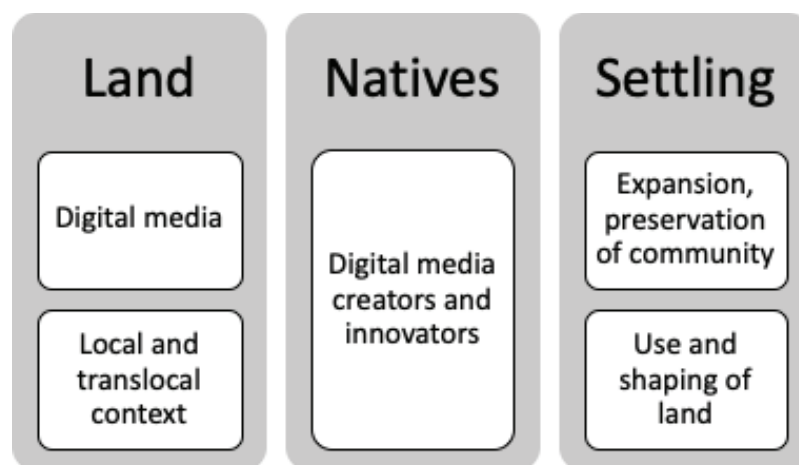 Land
Digital media
Local and
translocal
context
Natives
Digital media
creators and
innovators
Settling
Expansion,
preservation
of community
Use and
shaping of
land